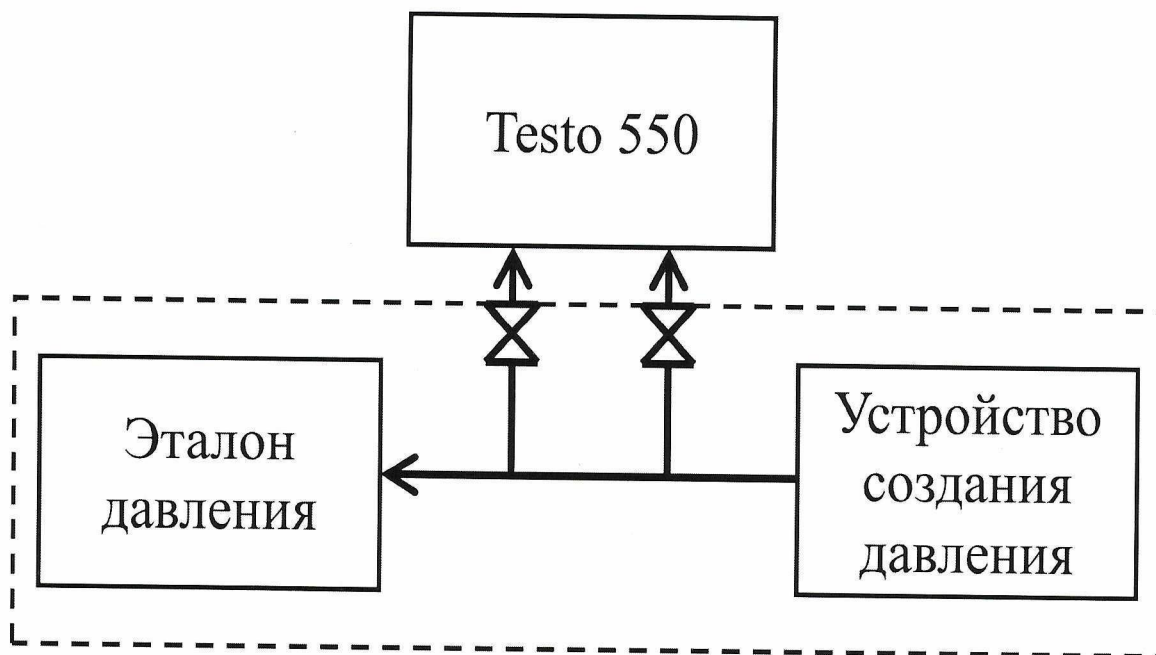 Testo 550
Эталон
давления
Устройство
создания
давления